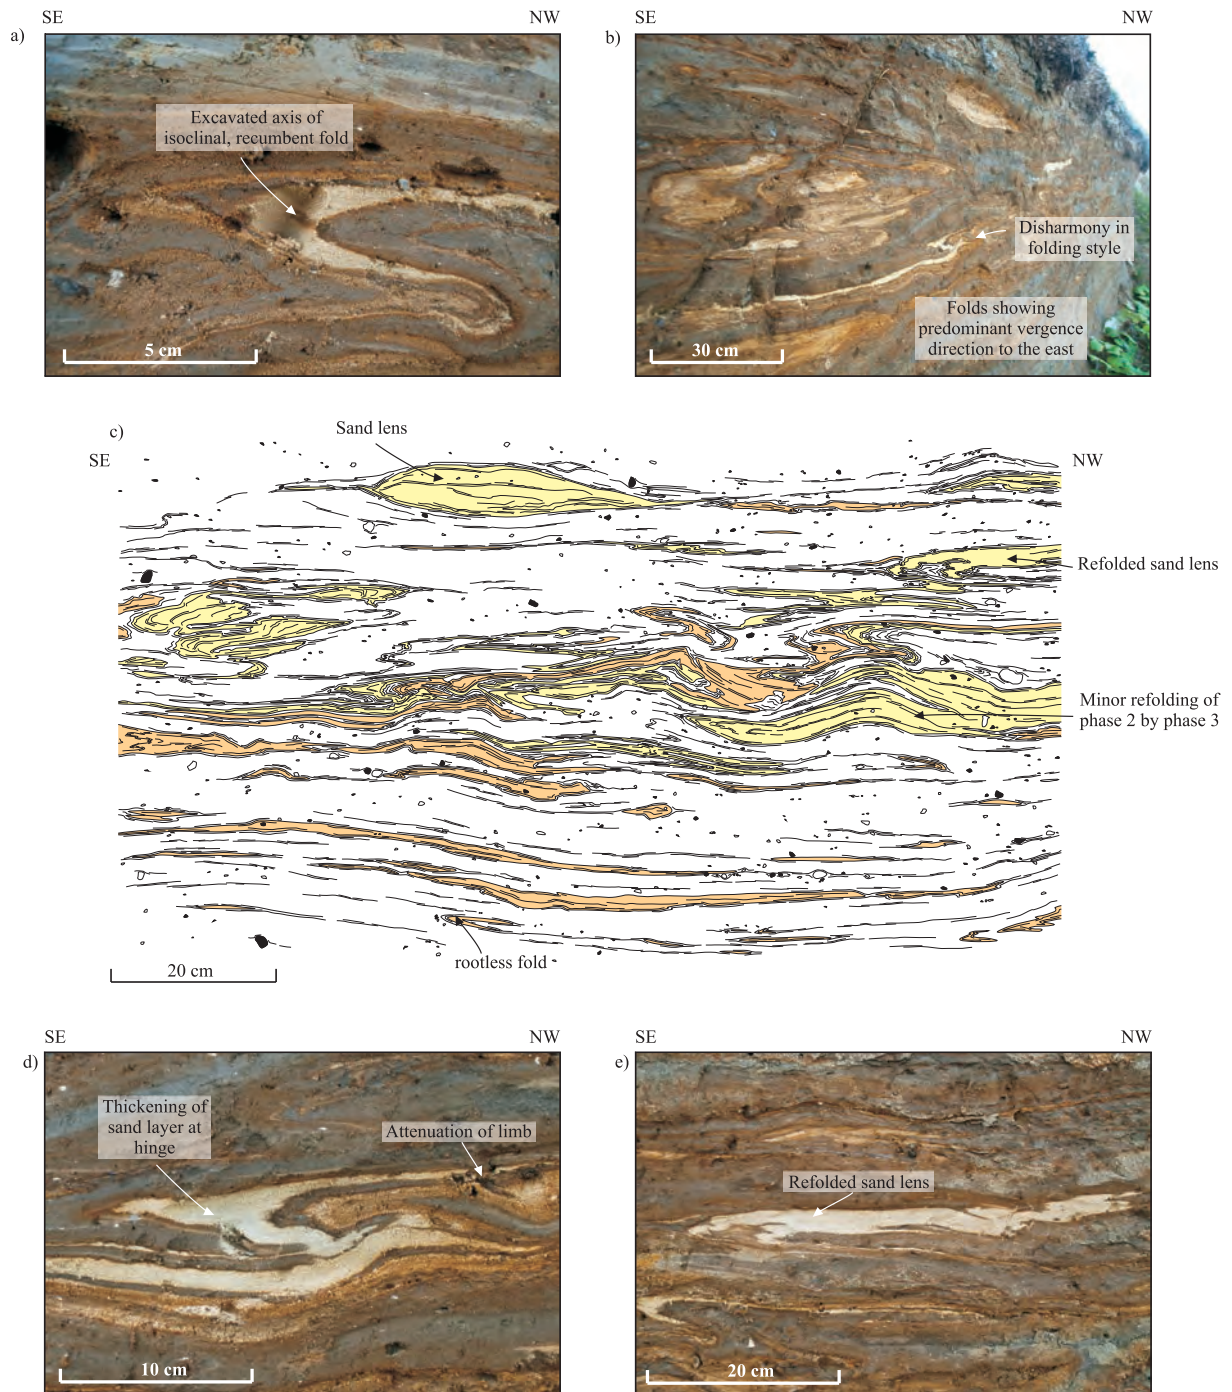 SE
NW
a)
Excavated axis of
isoclinal, recumbent fold
5 cm
SE
NW
b)
Disharmony in
folding style
Folds showing
predominant vergence
direction to the east
30 cm
c)
SE
NW
Sand lens
Refolded sand lens
Minor refolding of
phase 2 by phase 3
rootless fold
20 cm
SE
NW
d)
Thickening of
sand layer at
hinge
Attenuation of limb
10 cm
SE
NW
e)
Refolded sand lens
20 cm